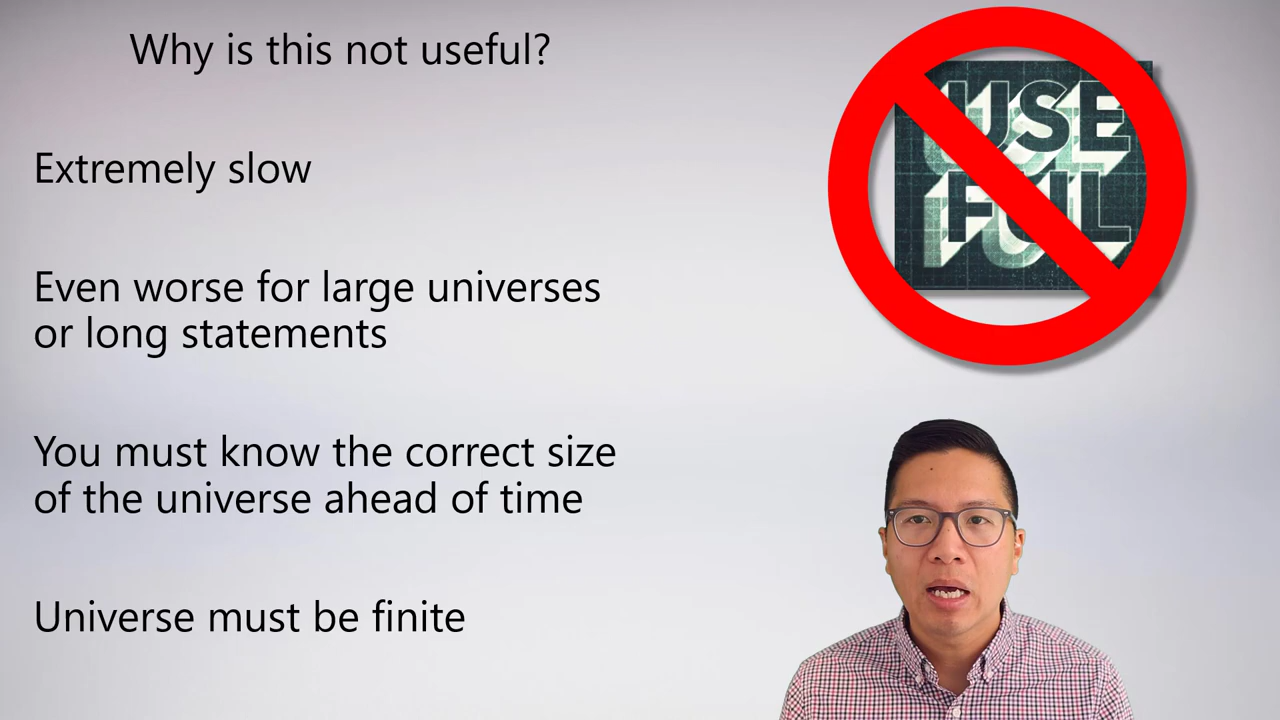 Why is this not useful?
Extremely slow
Even worse for large universes
or long statements
You must know the correct size
of the universe ahead of time
Universe must be finite
USE
FUL